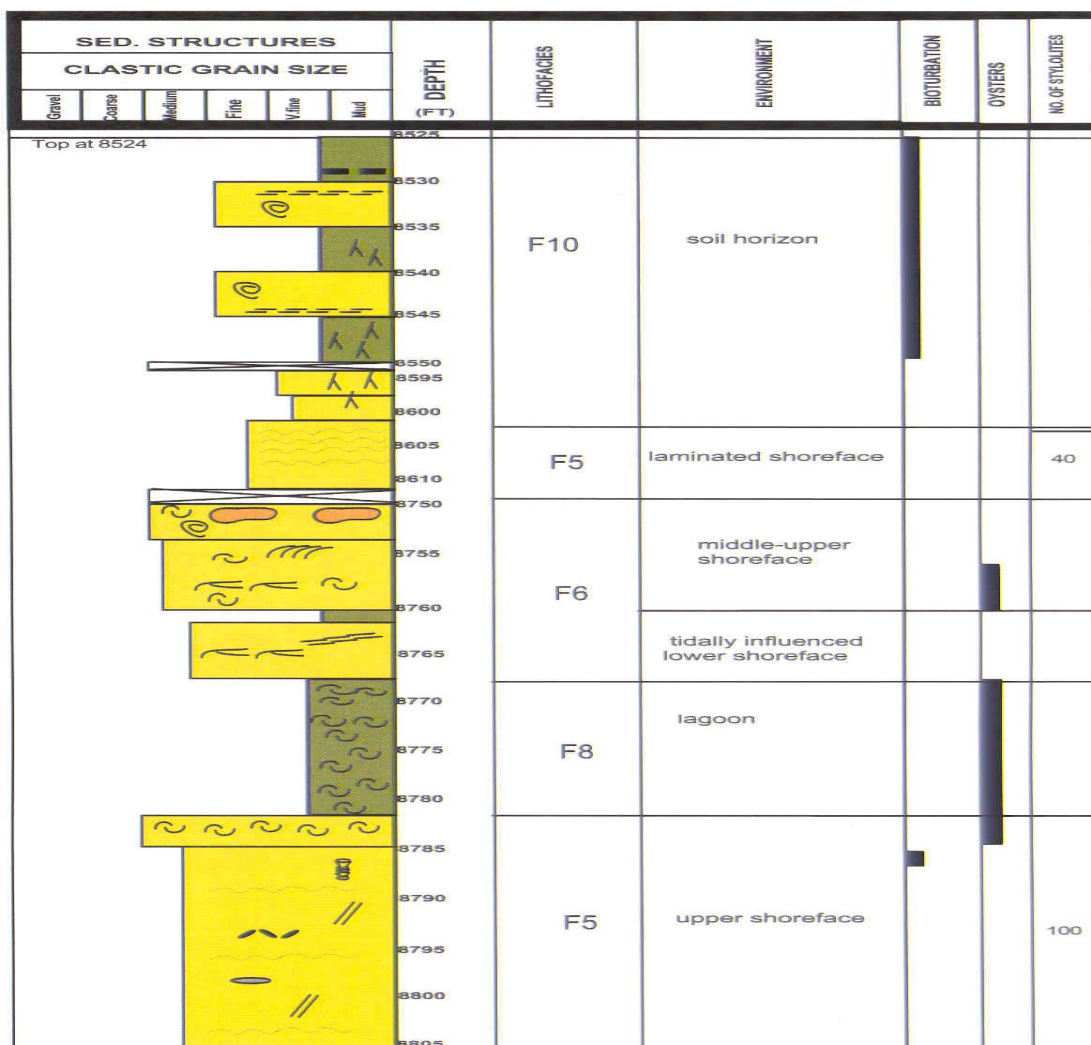 SED. STRUCTURES
CLASTIC GRAIN SIZE
Gravel
Coarse
Medium
Fine
V.fine
Mud
DEPTH
(FT)
LITHOFACIES
ENVIRONMENT
BIOTURBATION
OYSTERS
NO. OF STYLOLITES
Top at 8524
8525
8530
8535
8540
8545
8550
8595
8600
8605
8610
8750
8755
8760
8765
8770
8775
8780
8785
8790
8795
8800
8805
F10
F5
F6
F8
F5
soil horizon
laminated shoreface
middle-upper
shoreface
tidally influenced
lower shoreface
lagoon
upper shoreface
40
100